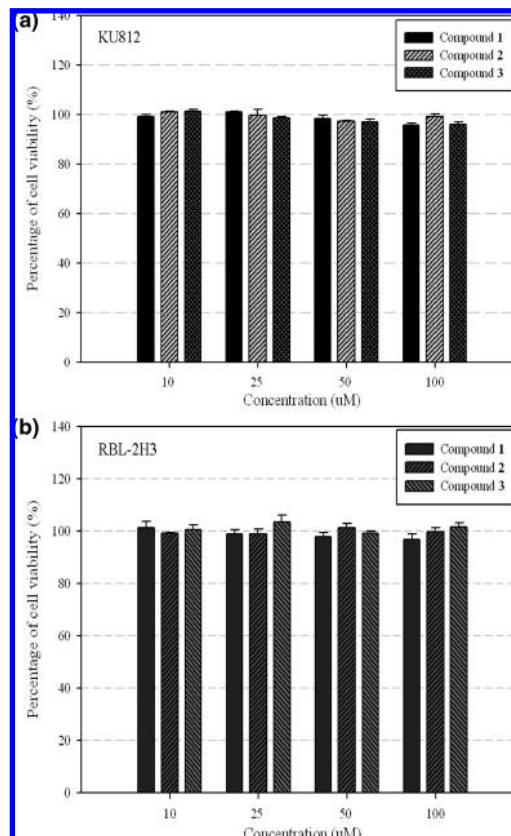 (a)
KU812
Compound 1
Compound 2
Compound 3
140
120
100
80
60
40
20
0
Percentage of cell viability (%)
10 25 50 100
Concentration (uM)
(b)
RBL-2H3
Compound 1
Compound 2
Compound 3
140
120
100
80
60
40
20
0
Percentage of cell viability (%)
10 25 50 100
Concentration (uM)